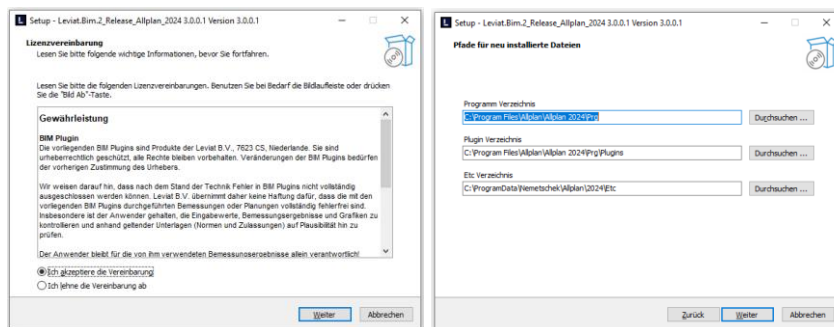 Setup - Leviat.Bim.2_Release_Allplan_2024 3.0.0.1 Version 3.0.0.1
Lizenzvereinbarung
Lesen Sie bitte folgende wichtige Informationen, bevor Sie fortfahren.
Lesen Sie bitte die folgenden Lizenzvereinbarungen. Benutzen Sie bei Bedarf die Bildlaufleiste oder drücken
Sie die "Bild Ab"-Taste.
Gewährleistung
BIM Plugin
Die vorliegenden BIM Plugins sind Produkte der Leviat B.V., 7623 CS, Niederlande. Sie sind
urheberrechtlich geschützt, alle Rechte bleiben vorbehalten. Veränderungen der BIM Plugins bedürfen
der vorherigen Zustimmung des Urhebers.
Wir weisen darauf hin, dass nach dem Stand der Technik Fehler in BIM Plugins nicht vollständig
ausgeschlossen werden können. Leviat B.V. übernimmt daher keine Haftung dafür, dass die mit den
vorliegenden BIM Plugins durchgeführten Bemessungen oder Planungen vollständig fehlerfrei sind.
Insbesondere ist der Anwender gehalten, die Eingabewerte, Bemessungsergebnisse und Grafiken zu
kontrollieren und anhand geltender Unterlagen (Normen und Zulassungen) auf Plausibilität hin zu
prüfen.
Der Anwender bleibt für die von ihm verwendeten Bemessungsergebnisse allein verantwortlich!
Ich akzeptiere die Vereinbarung
Ich lehne die Vereinbarung ab
Weiter
Abbrechen
Setup - Leviat.Bim.2_Release_Allplan_2024 3.0.0.1 Version 3.0.0.1
Pfade für neu installierte Dateien
Programm Verzeichnis
C:\Program Files\Allplan\Allplan 2024\Prg
Durchsuchen ...
Plugin Verzeichnis
C:\Program Files\Allplan\Allplan 2024\Prg\Plugins
Durchsuchen ...
Etc Verzeichnis
C:\ProgramData\Nemetschek\Allplan\2024\Etc
Durchsuchen ...
Zurück
Weiter
Abbrechen